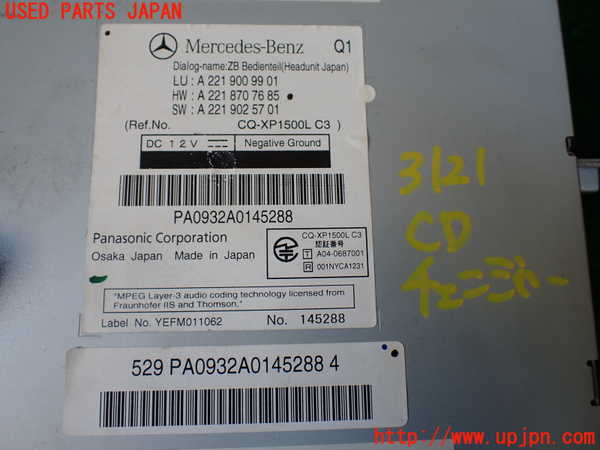 USED PARTS JAPAN
Mercedes-Benz Q1
Dialog-name:ZB Bedienteil(Headunit Japan)
LU : A 221 900 99 01
HW : A 221 870 76 85
SW : A 221 902 57 01
(Ref.No. CQ-XP1500L C3 )
DC 12V Negative Ground
PA0932A0145288
Panasonic Corporation
Osaka Japan Made in Japan
CQ-XP1500L C3
認証番号
T A04-0687001
R 001NYCA1231
"MPEG Layer-3 audio coding technology licensed from
Fraunhofer IIS and Thomson."
Label No. YEFM011062 No. 145288
529 PA0932A0145288 4
3121
CD
チェンジャー
http://www.upjpn.com